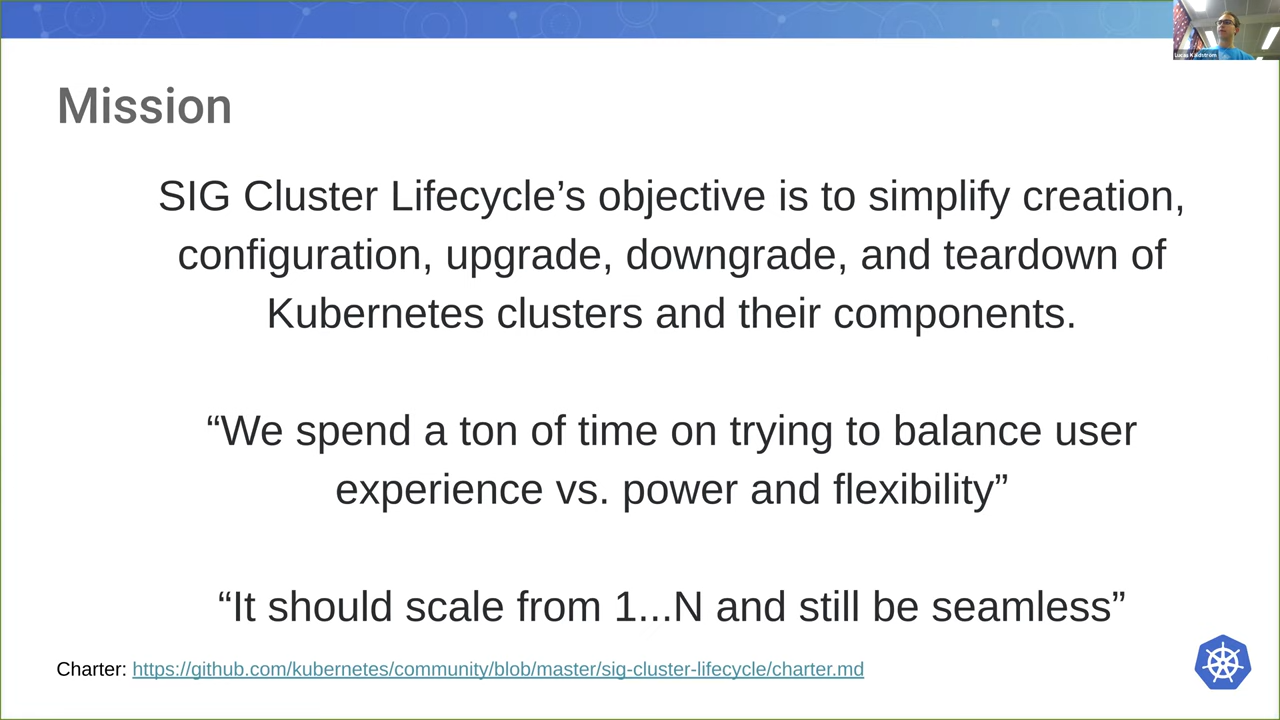 Lucas Käldström
Mission
SIG Cluster Lifecycle’s objective is to simplify creation,
configuration, upgrade, downgrade, and teardown of
Kubernetes clusters and their components.
“We spend a ton of time on trying to balance user
experience vs. power and flexibility”
“It should scale from 1...N and still be seamless”
Charter: https://github.com/kubernetes/community/blob/master/sig-cluster-lifecycle/charter.md